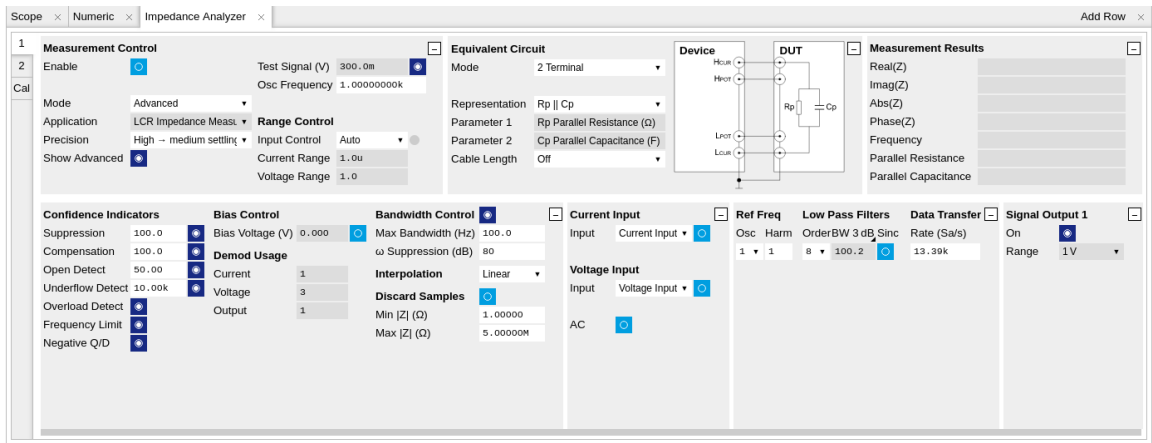 Scope × Numeric × Impedance Analyzer × Add Row ×
1
2
Cal
Measurement Control
Enable
Test Signal (V) 300.0m
Osc Frequency 1.00000000k
Mode Advanced
Application LCR Impedance Measu
Precision High → medium settling
Show Advanced
Range Control
Input Control Auto
Current Range 1.0u
Voltage Range 1.0
Equivalent Circuit
Mode 2 Terminal
Representation Rp || Cp
Parameter 1 Rp Parallel Resistance (Ω)
Parameter 2 Cp Parallel Capacitance (F)
Cable Length Off
Device DUT
HCUR
HPOT
Rp Cp
LPOT
LCUR
Measurement Results
Real(Z)
Imag(Z)
Abs(Z)
Phase(Z)
Frequency
Parallel Resistance
Parallel Capacitance
Confidence Indicators
Suppression 100.0
Compensation 100.0
Open Detect 50.00
Underflow Detect 10.00k
Overload Detect
Frequency Limit
Negative Q/D
Bias Control
Bias Voltage (V) 0.000
Demod Usage
Current 1
Voltage 3
Output 1
Bandwidth Control
Max Bandwidth (Hz) 100.0
ω Suppression (dB) 80
Interpolation Linear
Discard Samples
Min |Z| (Ω) 1.00000
Max |Z| (Ω) 5.00000M
Current Input
Input Current Input
Voltage Input
Input Voltage Input
AC
Ref Freq Low Pass Filters Data Transfer
Osc Harm Order BW 3 dB Sinc Rate (Sa/s)
1 1 8 100.2 13.39k
Signal Output 1
On
Range 1 V